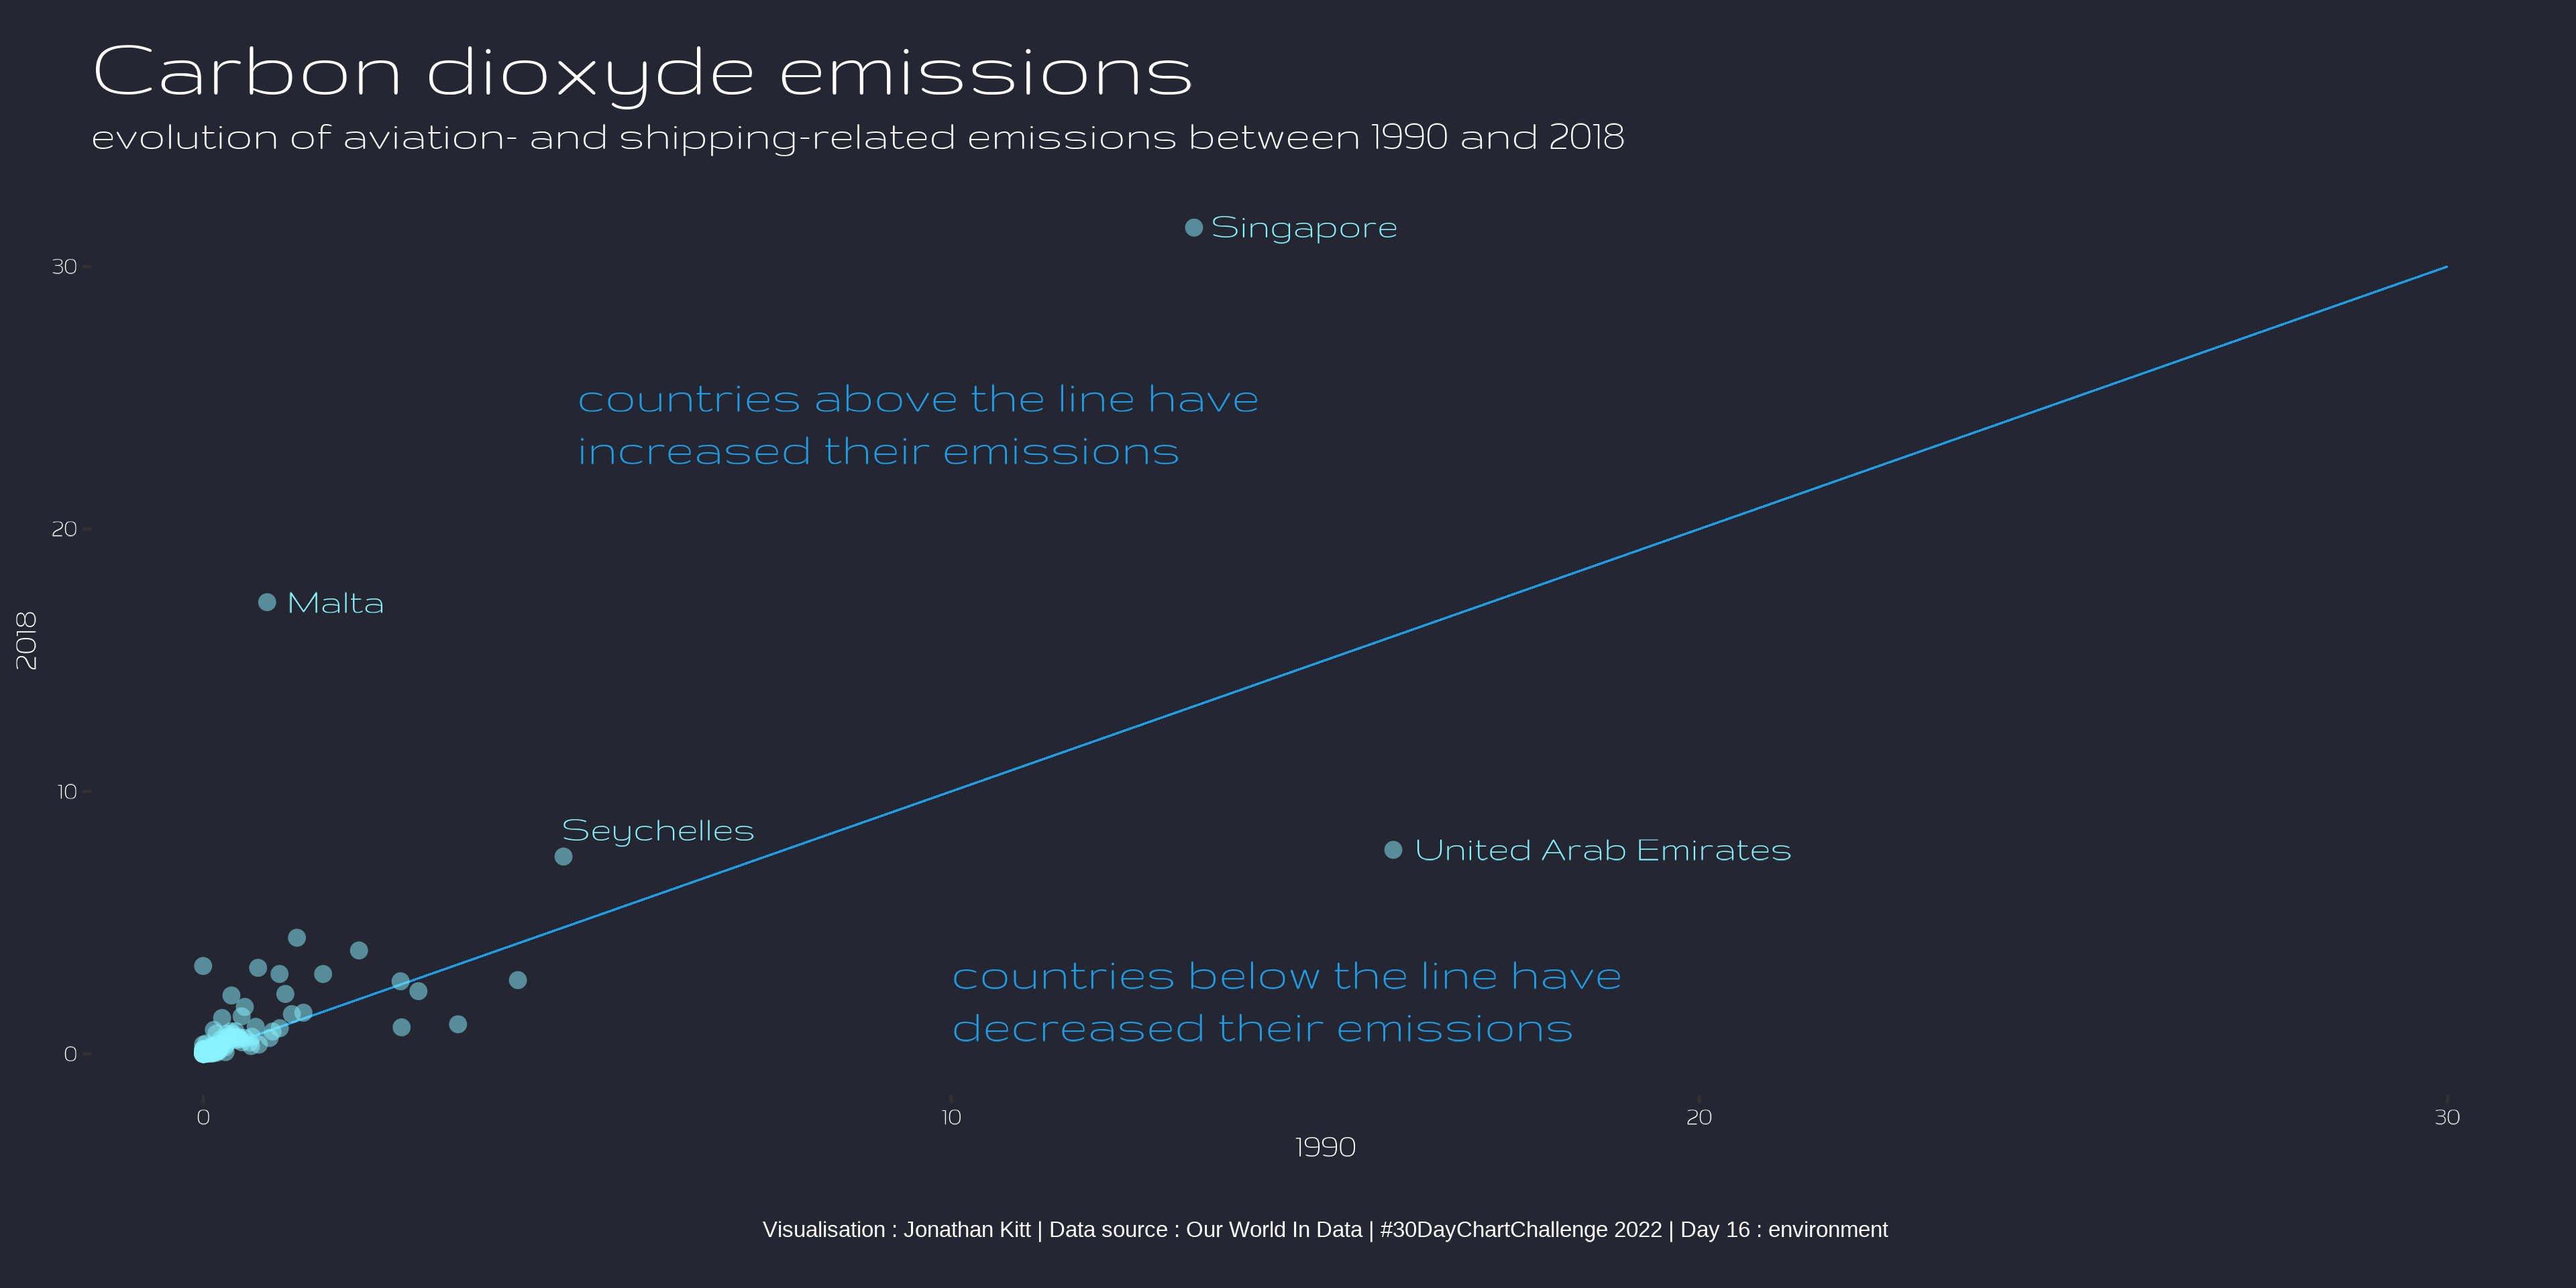 Carbon dioxyde emissions
evolution of aviation- and shipping-related emissions between 1990 and 2018
Singapore
30
countries above the line have
increased their emissions
20
Malta
2018
10
Seychelles
United Arab Emirates
countries below the line have
decreased their emissions
0
0
10
20
30
1990
Visualisation : Jonathan Kitt | Data source : Our World In Data | #30DayChartChallenge 2022 | Day 16 : environment